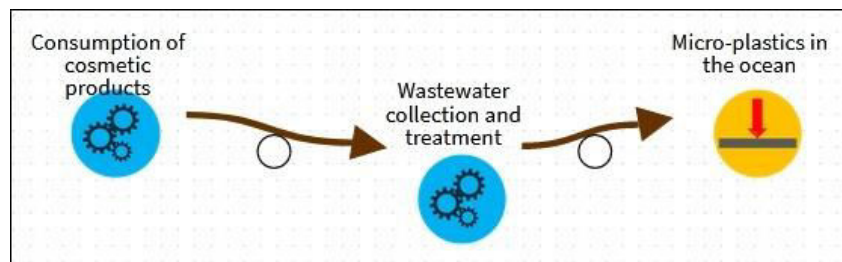 Consumption of
cosmetic
products
Wastewater
collection and
treatment
Micro-plastics in
the ocean